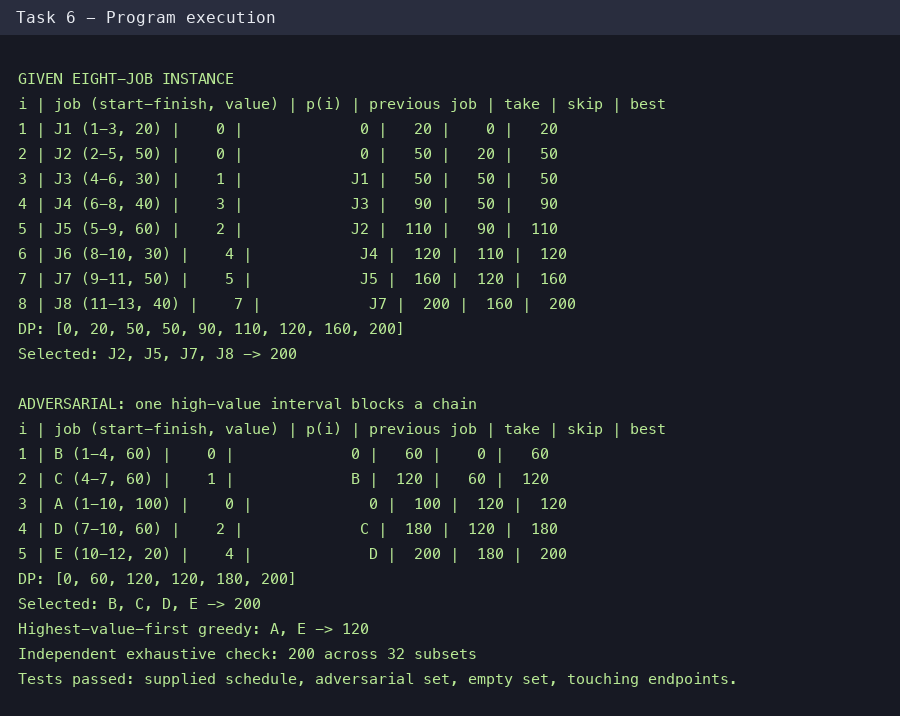 Task 6 — Program execution
GIVEN EIGHT−JOB INSTANCE
i | job (start−finish, value) | p(i) | previous job | take | skip | best
1 | J1 (1−3, 20) |    0 |             0 |   20 |    0 |   20
2 | J2 (2−5, 50) |    0 |             0 |   50 |   20 |   50
3 | J3 (4−6, 30) |    1 |            J1 |   50 |   50 |   50
4 | J4 (6−8, 40) |    3 |            J3 |   90 |   50 |   90
5 | J5 (5−9, 60) |    2 |            J2 |  110 |   90 |  110
6 | J6 (8−10, 30) |    4 |            J4 |  120 |  110 |  120
7 | J7 (9−11, 50) |    5 |            J5 |  160 |  120 |  160
8 | J8 (11−13, 40) |    7 |            J7 |  200 |  160 |  200
DP: [0, 20, 50, 50, 90, 110, 120, 160, 200]
Selected: J2, J5, J7, J8 −> 200
ADVERSARIAL: one high−value interval blocks a chain
i | job (start−finish, value) | p(i) | previous job | take | skip | best
1 | B (1−4, 60) |    0 |             0 |   60 |    0 |   60
2 | C (4−7, 60) |    1 |             B |  120 |   60 |  120
3 | A (1−10, 100) |    0 |             0 |  100 |  120 |  120
4 | D (7−10, 60) |    2 |            C |  180 |  120 |  180
5 | E (10−12, 20) |    4 |             D |  200 |  180 |  200
DP: [0, 60, 120, 120, 180, 200]
Selected: B, C, D, E −> 200
Highest−value−first greedy: A, E −> 120
Independent exhaustive check: 200 across 32 subsets
Tests passed: supplied schedule, adversarial set, empty set, touching endpoints.